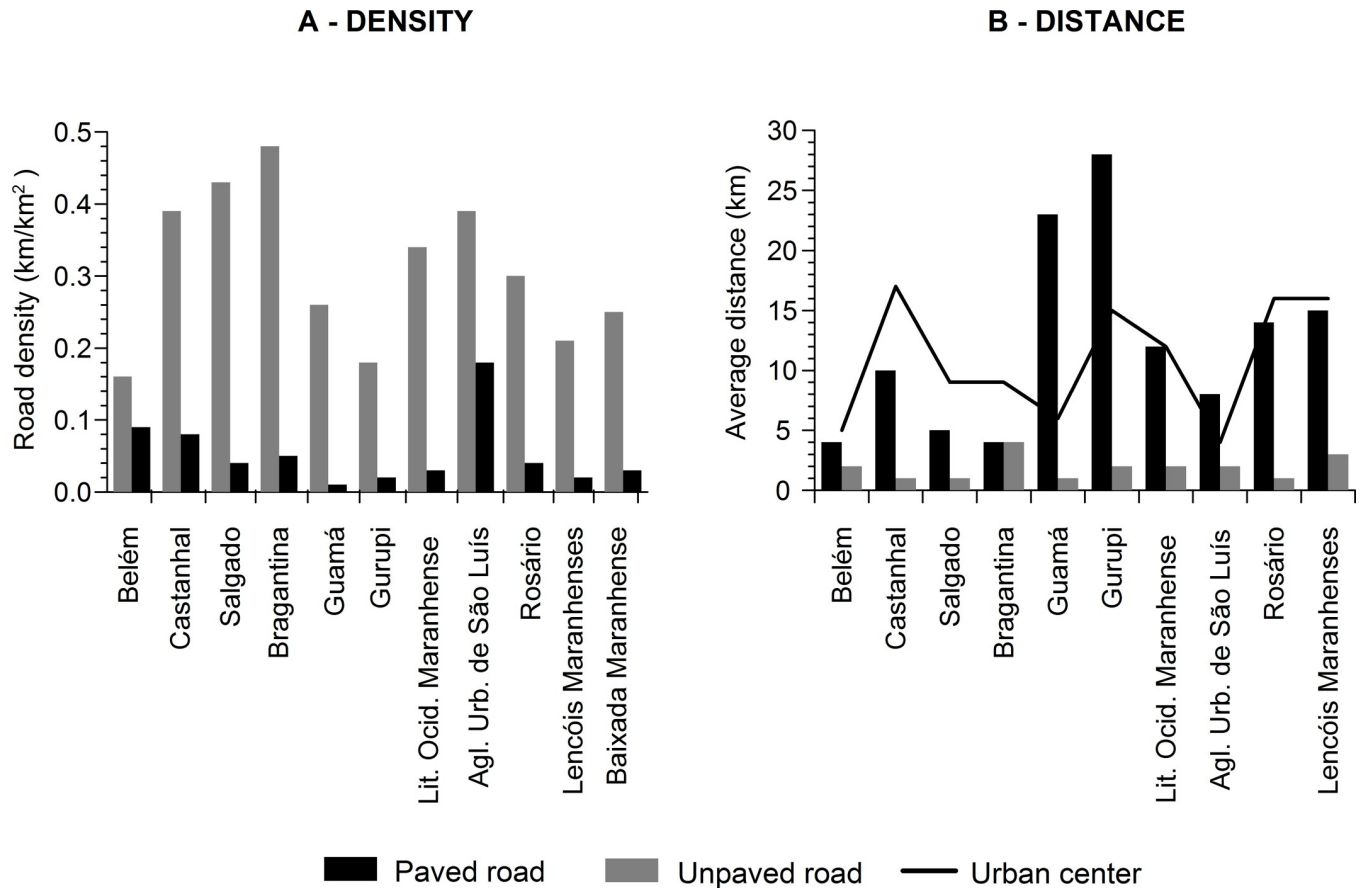 A - DENSITY
Road density (km/km²)
0.5
0.4
0.3
0.2
0.1
0.0
Belém
Castanhal
Salgado
Bragantina
Guamá
Gurupi
Lit. Ocid. Maranhense
Agl. Urb. de São Luís
Rosário
Lencóis Maranhenses
Baixada Maranhense
B - DISTANCE
Average distance (km)
30
25
20
15
10
5
0
Belém
Castanhal
Salgado
Bragantina
Guamá
Gurupi
Lit. Ocid. Maranhense
Agl. Urb. de São Luís
Rosário
Lencóis Maranhenses
Paved road
Unpaved road
Urban center